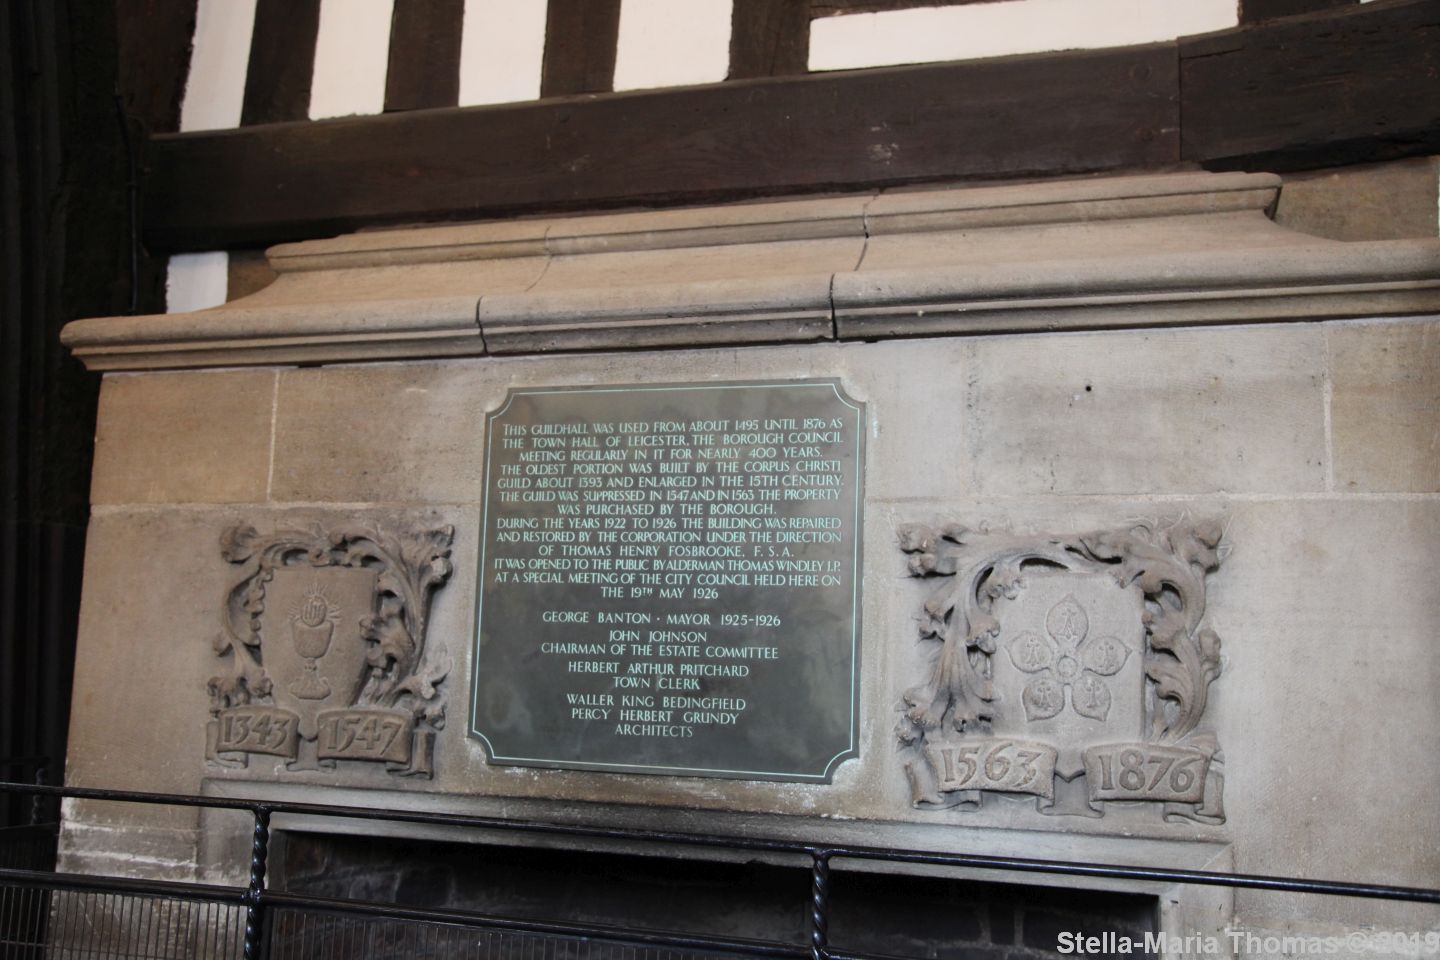 THIS GUILDHALL WAS USED FROM ABOUT 1495 UNTIL 1876 AS
THE TOWN HALL OF LEICESTER, THE BOROUGH COUNCIL
MEETING REGULARLY IN IT FOR NEARLY 400 YEARS.
THE OLDEST PORTION WAS BUILT BY THE CORPUS CHRISTI
GUILD ABOUT 1393 AND ENLARGED IN THE 15TH CENTURY.
THE GUILD WAS SUPPRESSED IN 1547 AND IN 1563 THE PROPERTY
WAS PURCHASED BY THE BOROUGH.
DURING THE YEARS 1922 TO 1926 THE BUILDING WAS REPAIRED
AND RESTORED BY THE CORPORATION UNDER THE DIRECTION
OF THOMAS HENRY FOSBROOKE, F.S.A.
IT WAS OPENED TO THE PUBLIC BY ALDERMAN THOMAS WINDLEY J.P.
AT A SPECIAL MEETING OF THE CITY COUNCIL HELD HERE ON
THE 19TH MAY 1926
GEORGE BANTON · MAYOR 1925-1926
JOHN JOHNSON
CHAIRMAN OF THE ESTATE COMMITTEE
HERBERT ARTHUR PRITCHARD
TOWN CLERK
WALLER KING BEDINGFIELD
PERCY HERBERT GRUNDY
ARCHITECTS
1343 1547
1563 1876
Stella-Maria Thomas © 2019